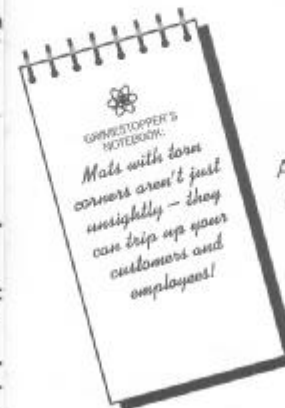 GRIMESTOPPER'S
NOTEBOOK:
Mats with torn
corners aren't just
unsightly – they
can trip up your
customers and
employees!